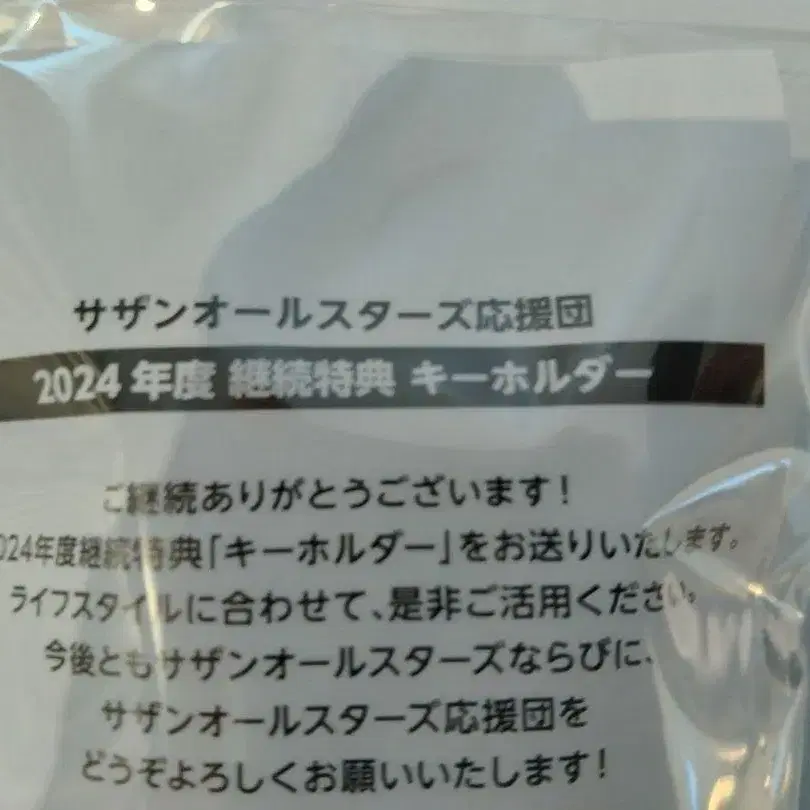 サザンオールスターズ応援団
2024年度 継続特典 キーホルダー
ご継続ありがとうございます!
2024年度継続特典「キーホルダー」をお送りいたします。
ライフスタイルに合わせて、是非ご活用ください。
今後ともサザンオールスターズならびに、
サザンオールスターズ応援団を
どうぞよろしくお願いいたします!